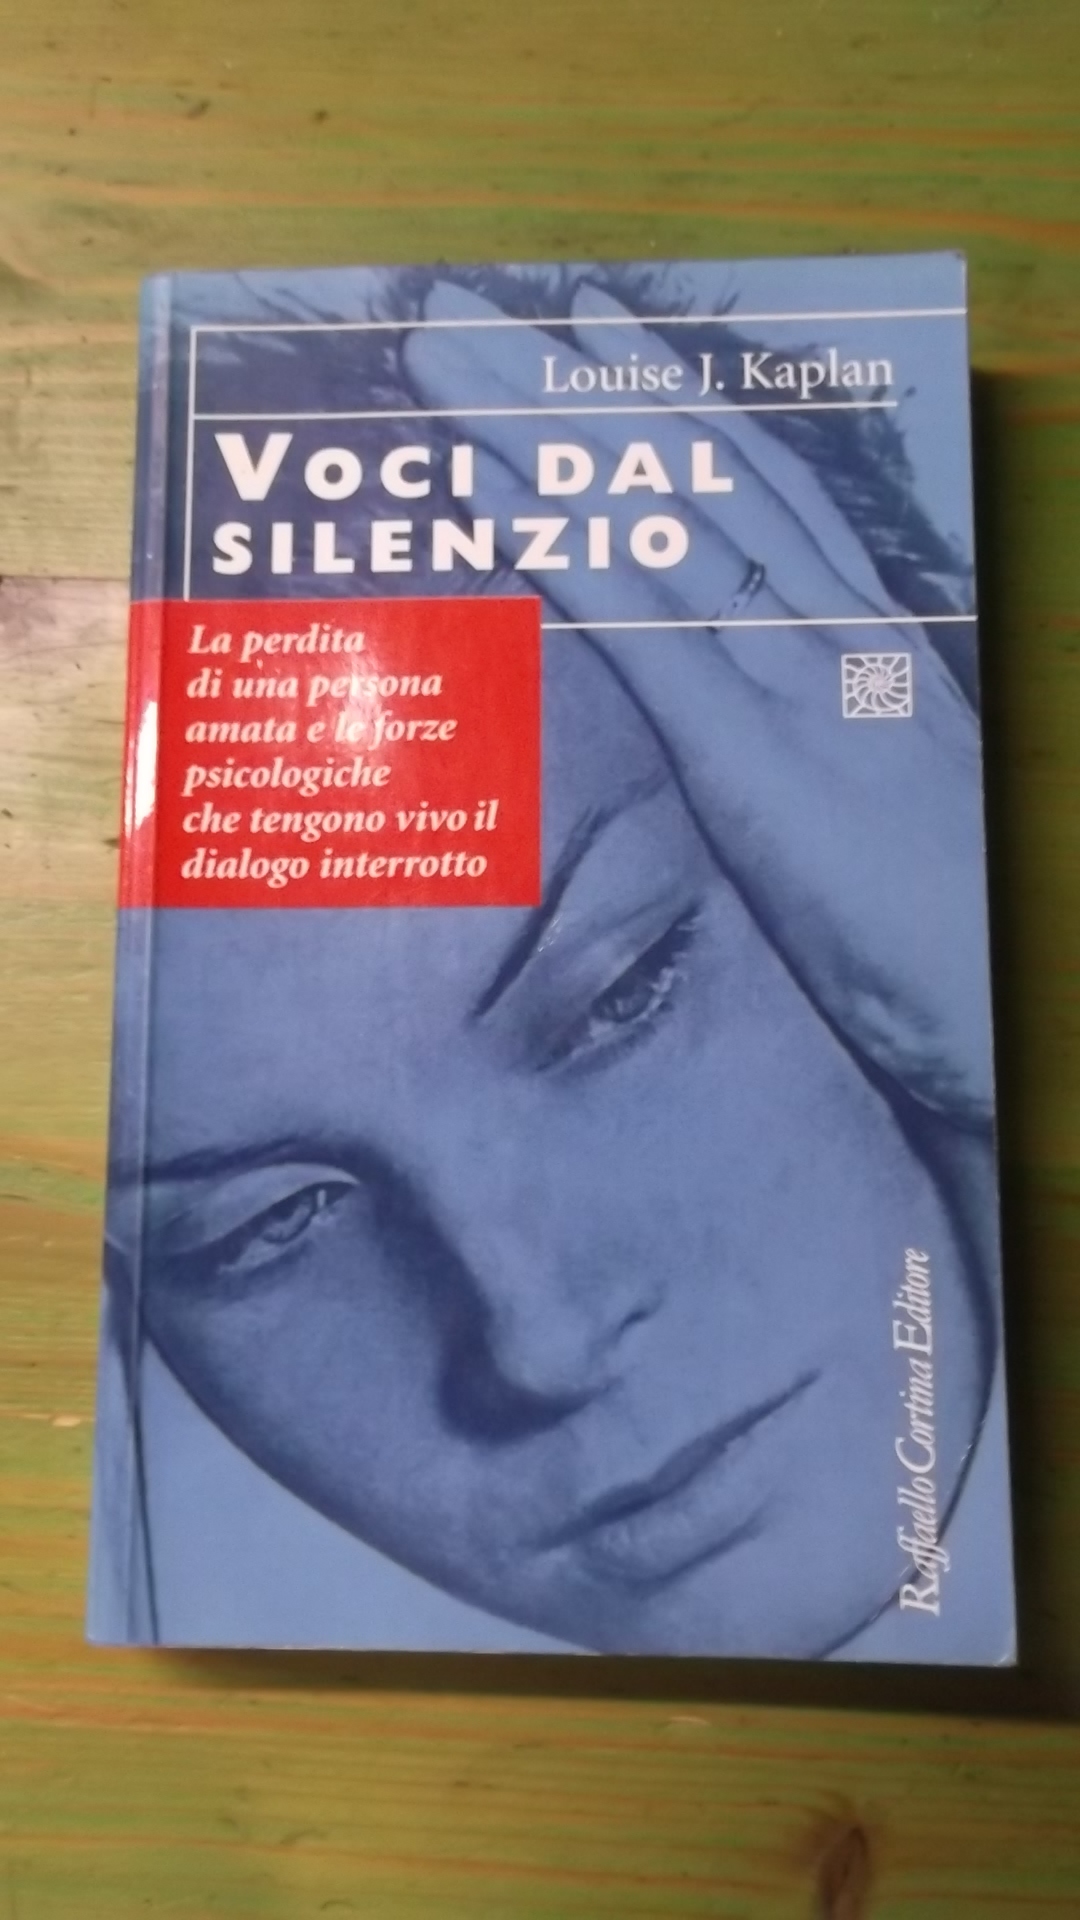 Louise J. Kaplan
VOCI DAL
SILENZIO
La perdita
di una persona
amata e le forze
psicologiche
che tengono vivo il
dialogo interrotto
Raffaello Cortina Editore